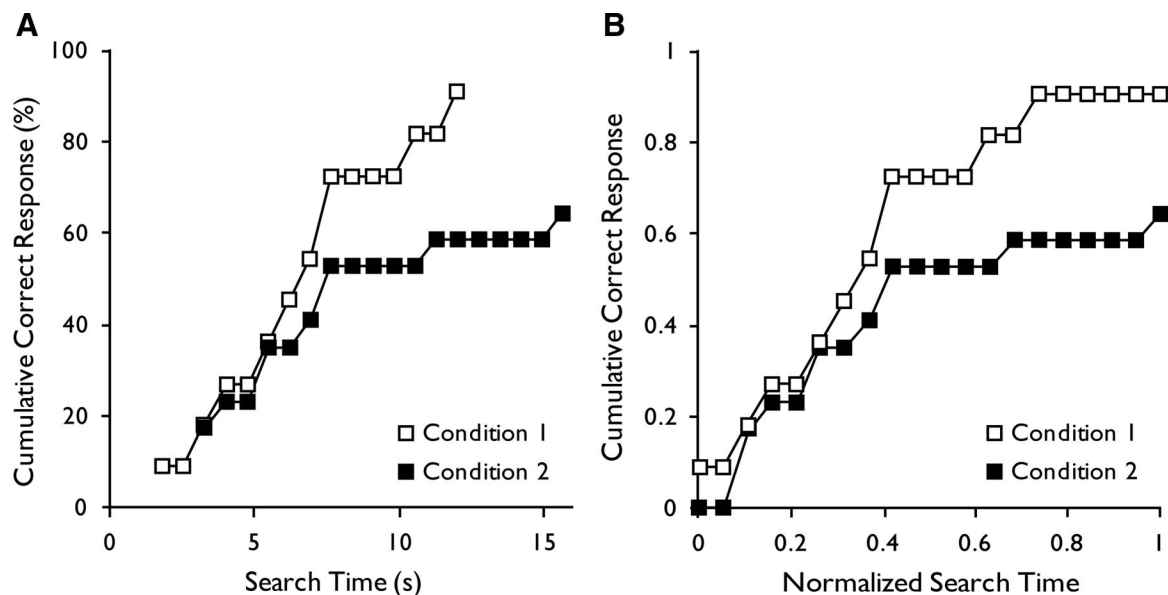 A
100
80
60
40
20
0
Cumulative Correct Response (%)
0 5 10 15
Search Time (s)
Condition 1
Condition 2
B
1
0.8
0.6
0.4
0.2
0
Cumulative Correct Response
0 0.2 0.4 0.6 0.8 1
Normalized Search Time
Condition 1
Condition 2